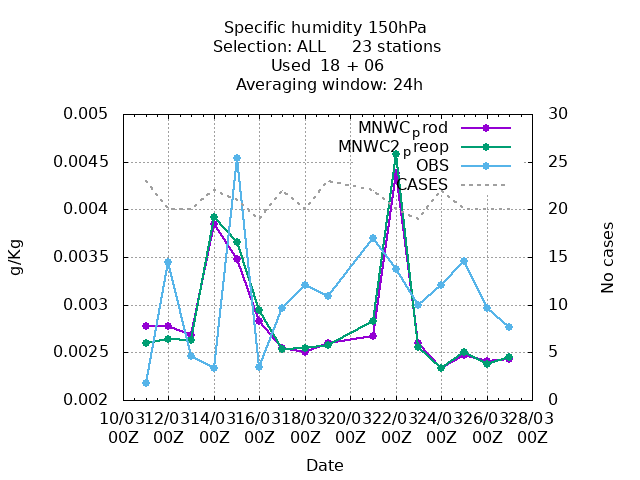 Specific humidity 150hPa
Selection: ALL 23 stations
Used 18 + 06
Averaging window: 24h
0.005
0.0045
0.004
0.0035
0.003
0.0025
0.002
g/Kg
30
25
20
15
10
5
0
No cases
MNWCprod
MNWC2preop
OBS
CASES
10/03 12/03 14/03 16/03 18/03 20/03 22/03 24/03 26/03 28/03
00Z 00Z 00Z 00Z 00Z 00Z 00Z 00Z 00Z 00Z
Date